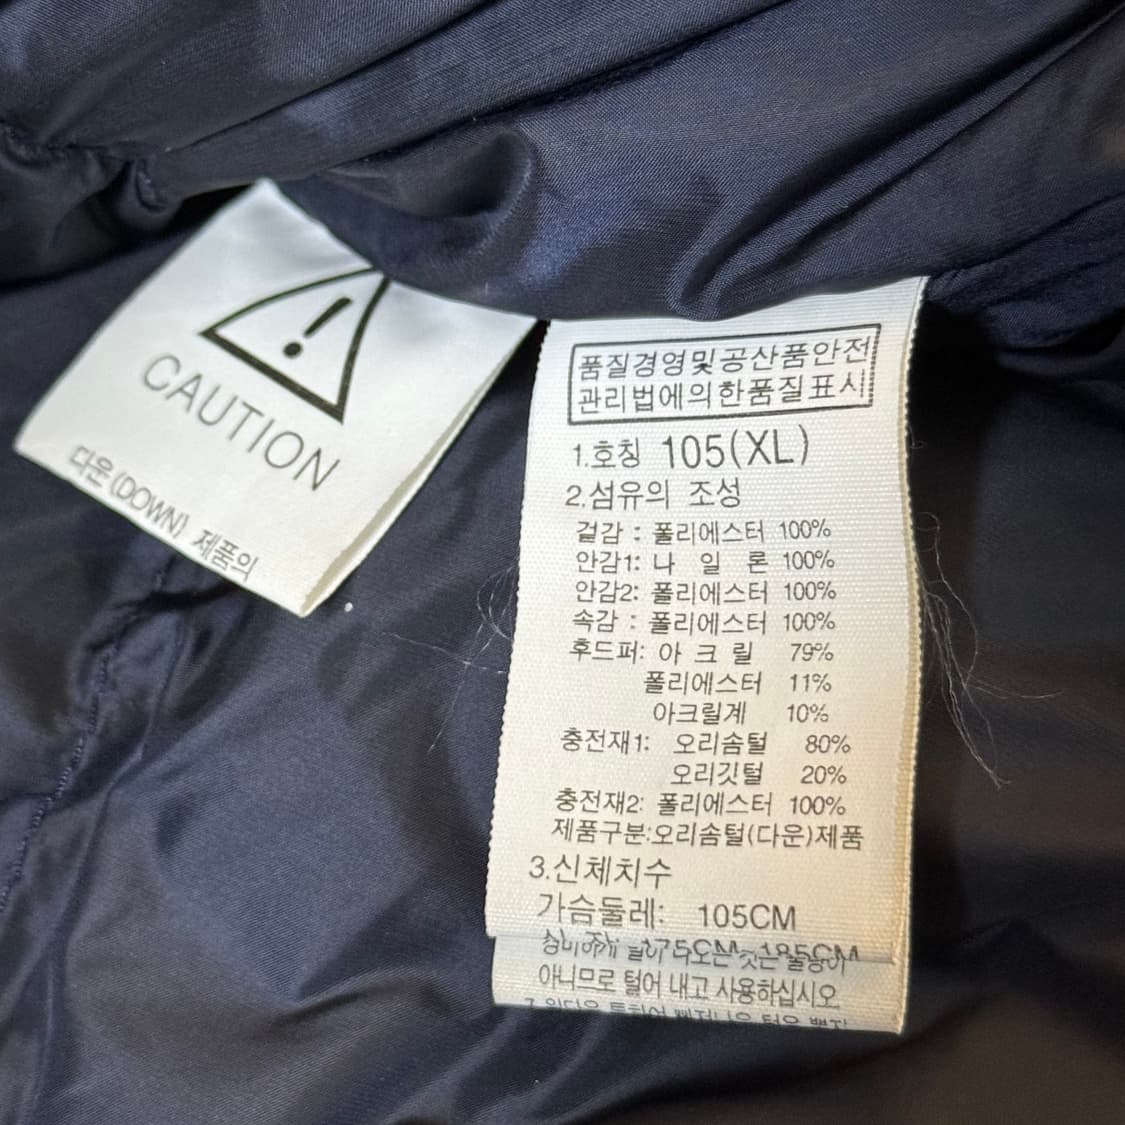 CAUTION
다운(DOWN) 제품의
품질경영및공산품안전
관리법에의한품질표시
1.호칭 105(XL)
2.섬유의 조성
겉감 : 폴리에스터 100%
안감1: 나 일 론 100%
안감2: 폴리에스터 100%
속감 : 폴리에스터 100%
후드퍼: 아 크 릴 79%
폴리에스터 11%
아크릴계 10%
충전재1: 오리솜털 80%
오리깃털 20%
충전재2: 폴리에스터 100%
제품구분:오리솜털(다운)제품
3.신체치수
가슴둘레: 105CM
175CM-185CM
아니므로 털어 내고 사용하십시오